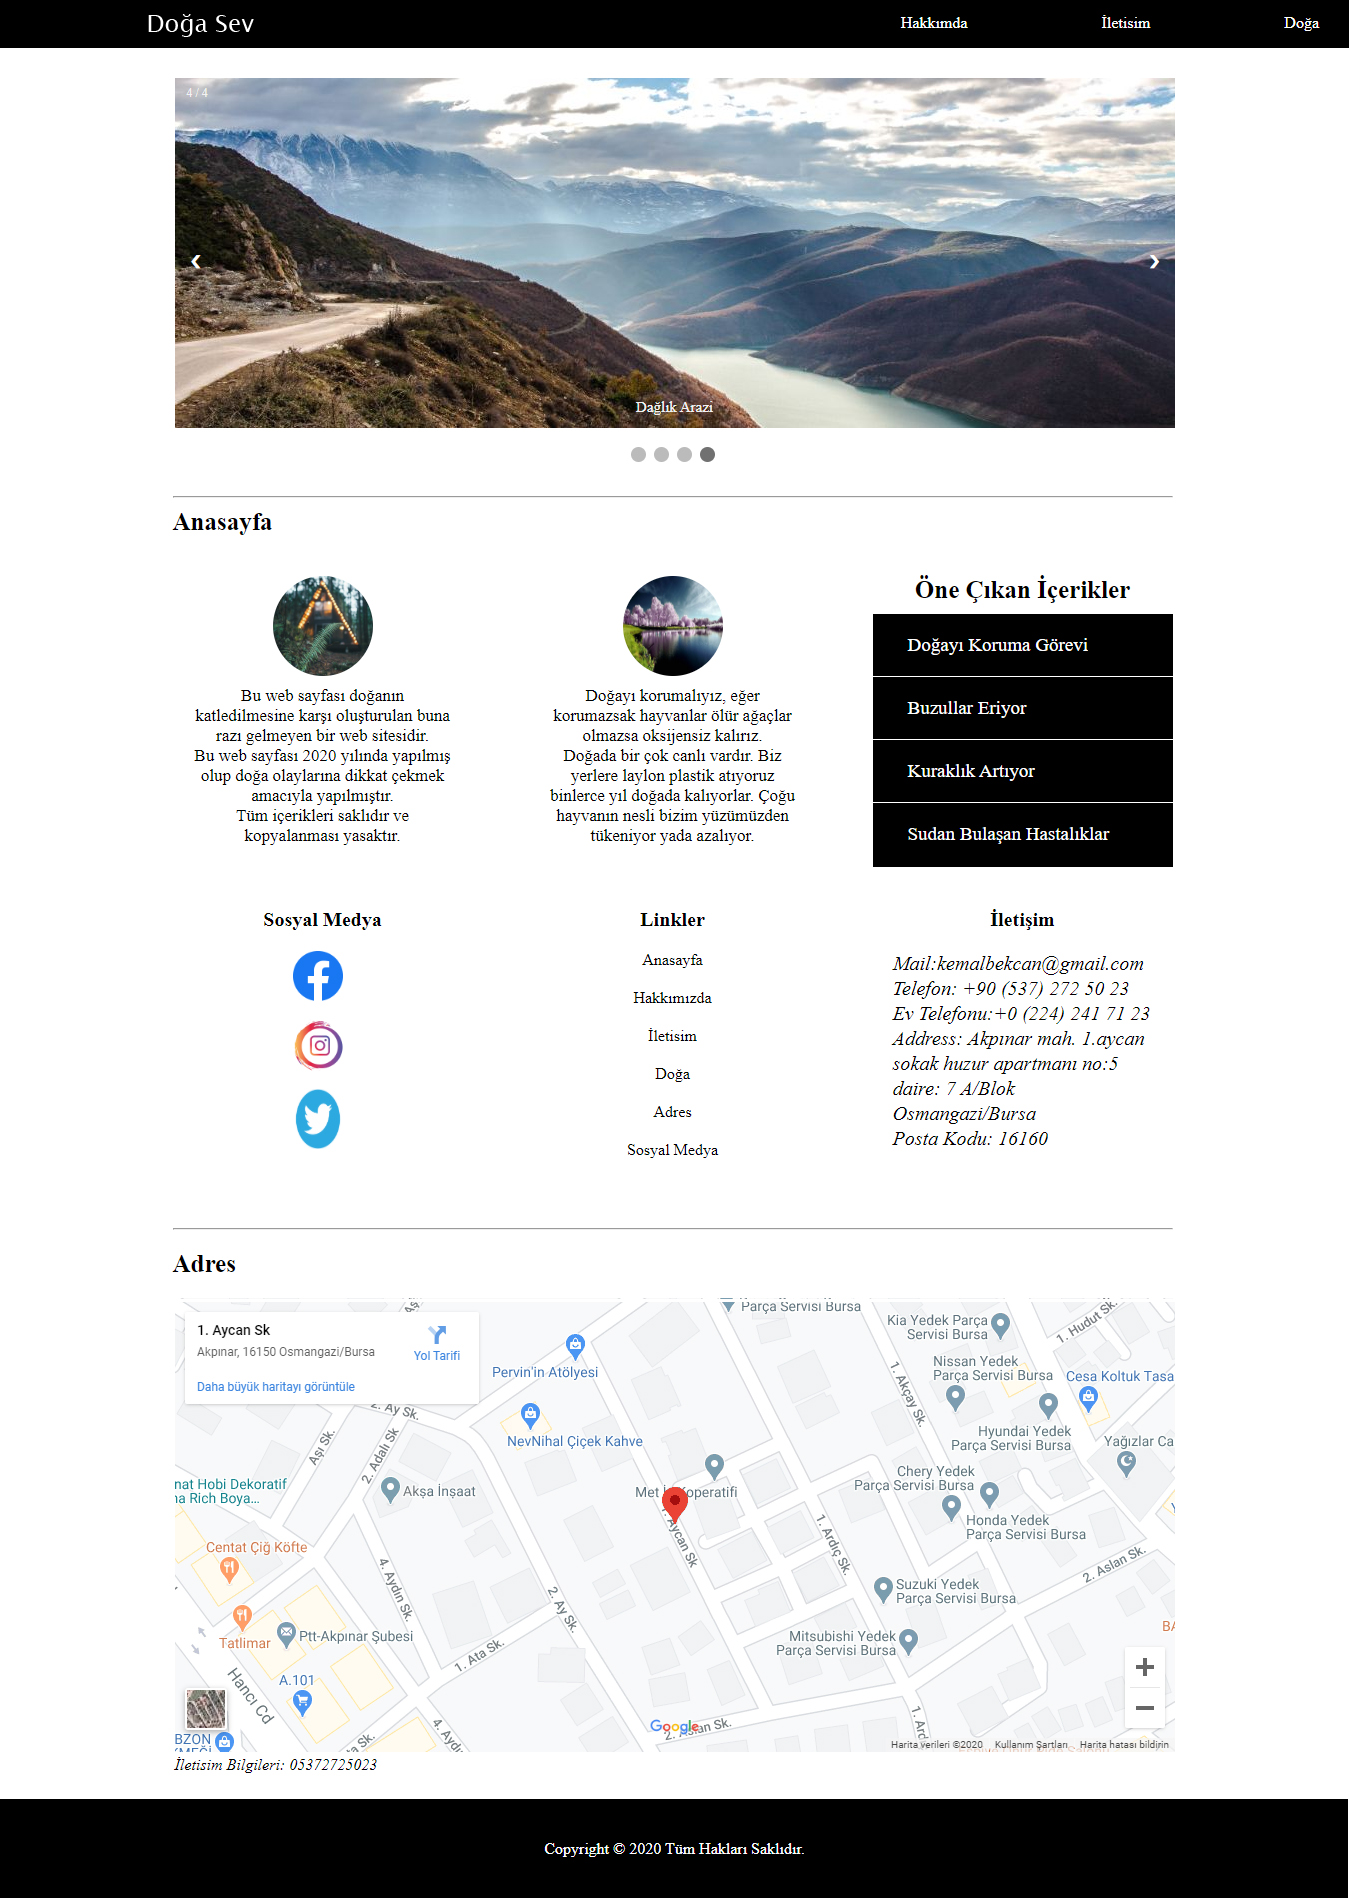 Doğa Sev
Hakkımda
İletisim
Doğa
4 / 4
❮
❯
Dağlık Arazi
Anasayfa
Bu web sayfası doğanın
katledilmesine karşı oluşturulan buna
razı gelmeyen bir web sitesidir.
Bu web sayfası 2020 yılında yapılmış
olup doğa olaylarına dikkat çekmek
amacıyla yapılmıştır.
Tüm içerikleri saklıdır ve
kopyalanması yasaktır.
Doğayı korumalıyız, eğer
korumazsak hayvanlar ölür ağaçlar
olmazsa oksijensiz kalırız.
Doğada bir çok canlı vardır. Biz
yerlere laylon plastik atıyoruz
binlerce yıl doğada kalıyorlar. Çoğu
hayvanın nesli bizim yüzümüzden
tükeniyor yada azalıyor.
Öne Çıkan İçerikler
Doğayı Koruma Görevi
Buzullar Eriyor
Kuraklık Artıyor
Sudan Bulaşan Hastalıklar
Sosyal Medya
Linkler
Anasayfa
Hakkımızda
İletisim
Doğa
Adres
Sosyal Medya
İletişim
Mail:kemalbekcan@gmail.com
Telefon: +90 (537) 272 50 23
Ev Telefonu:+0 (224) 241 71 23
Address: Akpınar mah. 1.aycan
sokak huzur apartmanı no:5
daire: 7 A/Blok
Osmangazi/Bursa
Posta Kodu: 16160
Adres
1. Aycan Sk
Akpınar, 16150 Osmangazi/Bursa
Yol Tarifi
Daha büyük haritayı görüntüle
Parça Servisi Bursa
Kia Yedek Parça
Servisi Bursa
1. Hudut Sk.
Pervin'in Atölyesi
Nissan Yedek
Parça Servisi Bursa
Cesa Koltuk Tasa
1. Akçay Sk.
2. Ay Sk.
NevNihal Çiçek Kahve
Hyundai Yedek
Parça Servisi Bursa
Yağızlar Ca
Aşı Sk.
2. Adalı Sk
Chery Yedek
Parça Servisi Bursa
nat Hobi Dekoratif
na Rich Boya...
Akşa İnşaat
1. Aycan Sk
1. Ardıç Sk.
Honda Yedek
Parça Servisi Bursa
Centat Çiğ Köfte
2. Aslan Sk.
4. Aydın Sk.
Suzuki Yedek
Parça Servisi Bursa
2. Ay Sk.
Tatlimar
Ptt-Akpınar Şubesi
Mitsubishi Yedek
Parça Servisi Bursa
BA
1. Ata Sk.
A.101
Hancı Cd
Google
2. Aslan Sk.
BZON
Harita verileri ©2020
Kullanım Şartları
Harita hatası bildirin
İletisim Bilgileri: 05372725023
Copyright © 2020 Tüm Hakları Saklıdır.